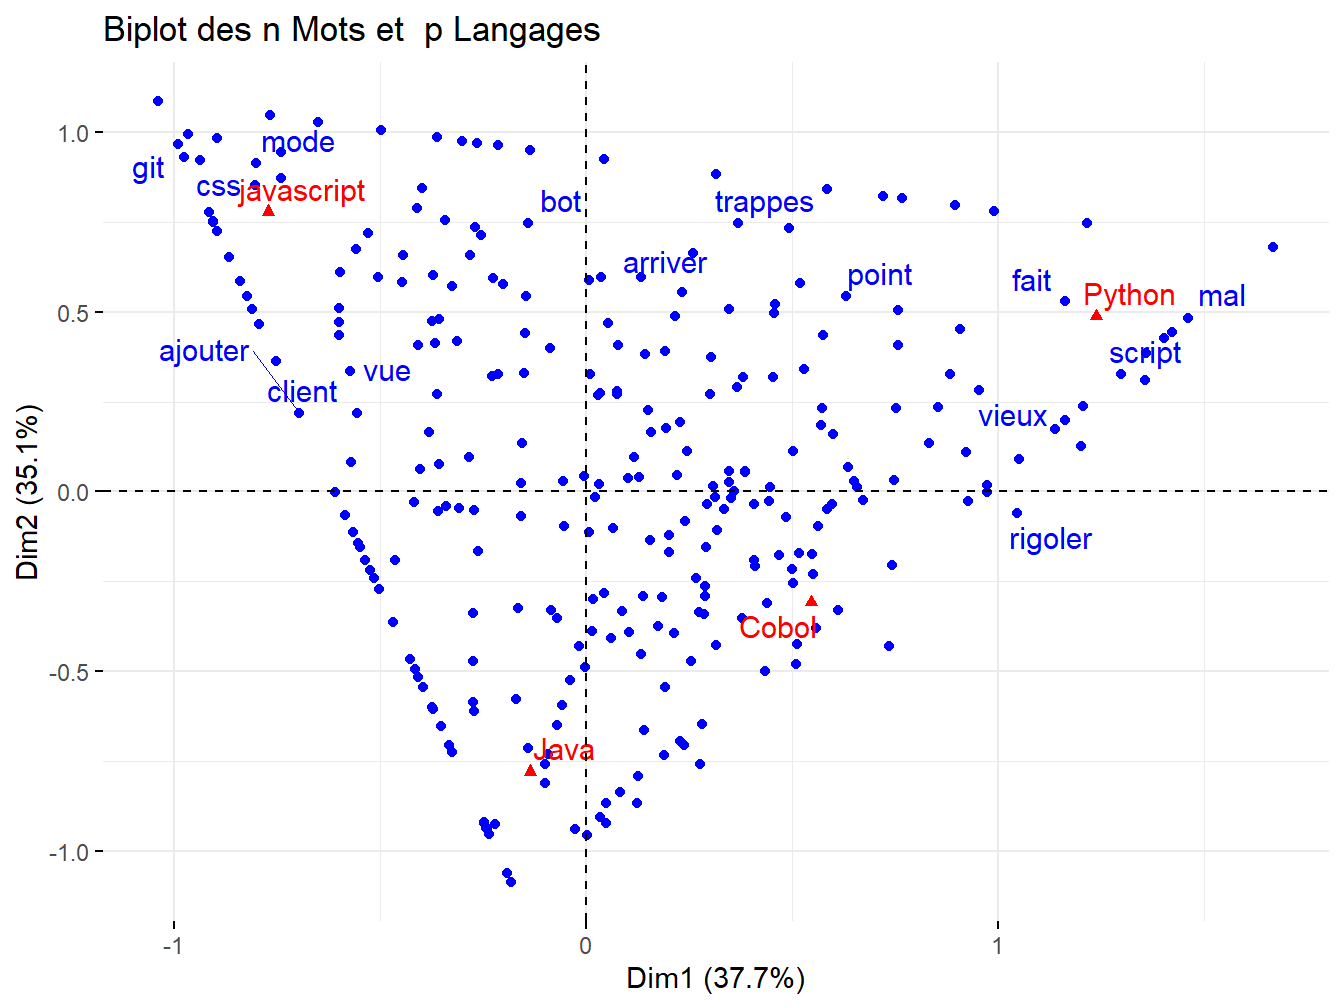 Biplot des n Mots et  p Langages
1.0
0.5
0.0
-0.5
-1.0
Dim2 (35.1%)
mode
git
css
javascript
bot
trappes
arriver
point
fait
Python
mal
ajouter
client
vue
script
vieux
rigoler
Cobol
Java
-1
0
1
Dim1 (37.7%)